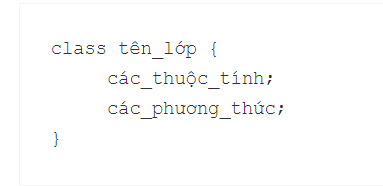 class tên_lớp {
các_thuộc_tính;
các_phương_thức;
}